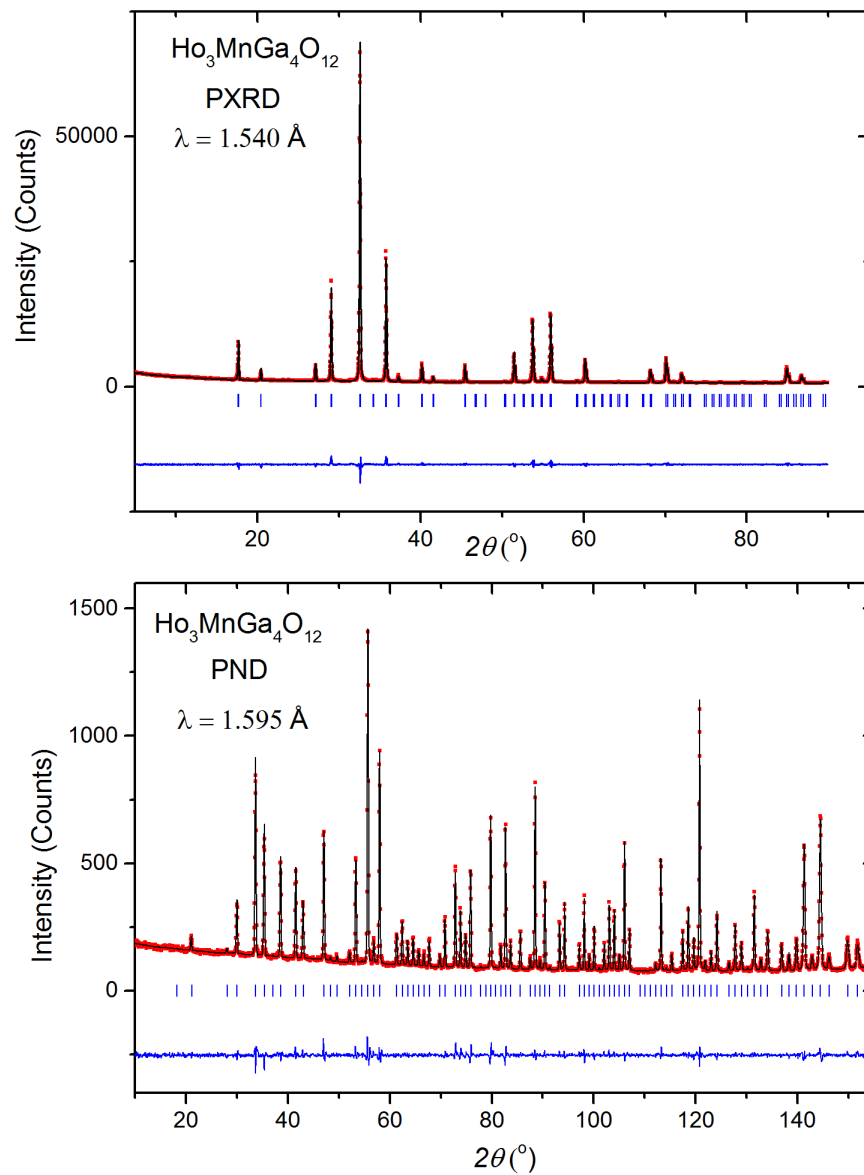 Ho₃MnGa₄O₁₂
PXRD
λ = 1.540 Å
Intensity (Counts)
50000
0
20
40
60
80
2θ (°)
Ho₃MnGa₄O₁₂
PND
λ = 1.595 Å
Intensity (Counts)
1500
1000
500
0
20
40
60
80
100
120
140
2θ (°)